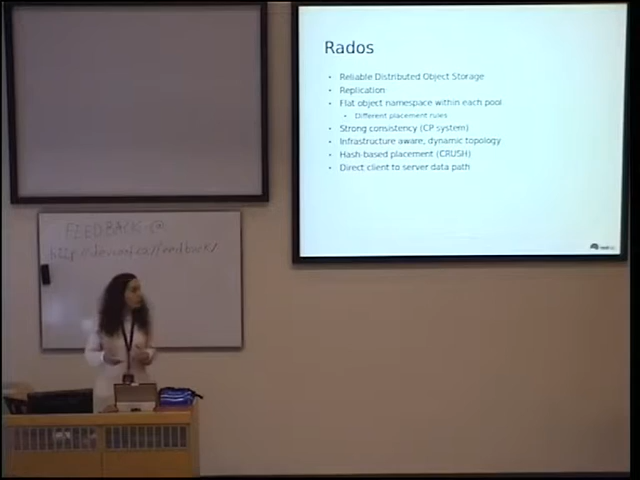 Rados
• Reliable Distributed Object Storage
• Replication
• Flat object namespace within each pool
• Different placement rules
• Strong consistency (CP system)
• Infrastructure aware, dynamic topology
• Hash-based placement (CRUSH)
• Direct client to server data path
FEEDBACK @